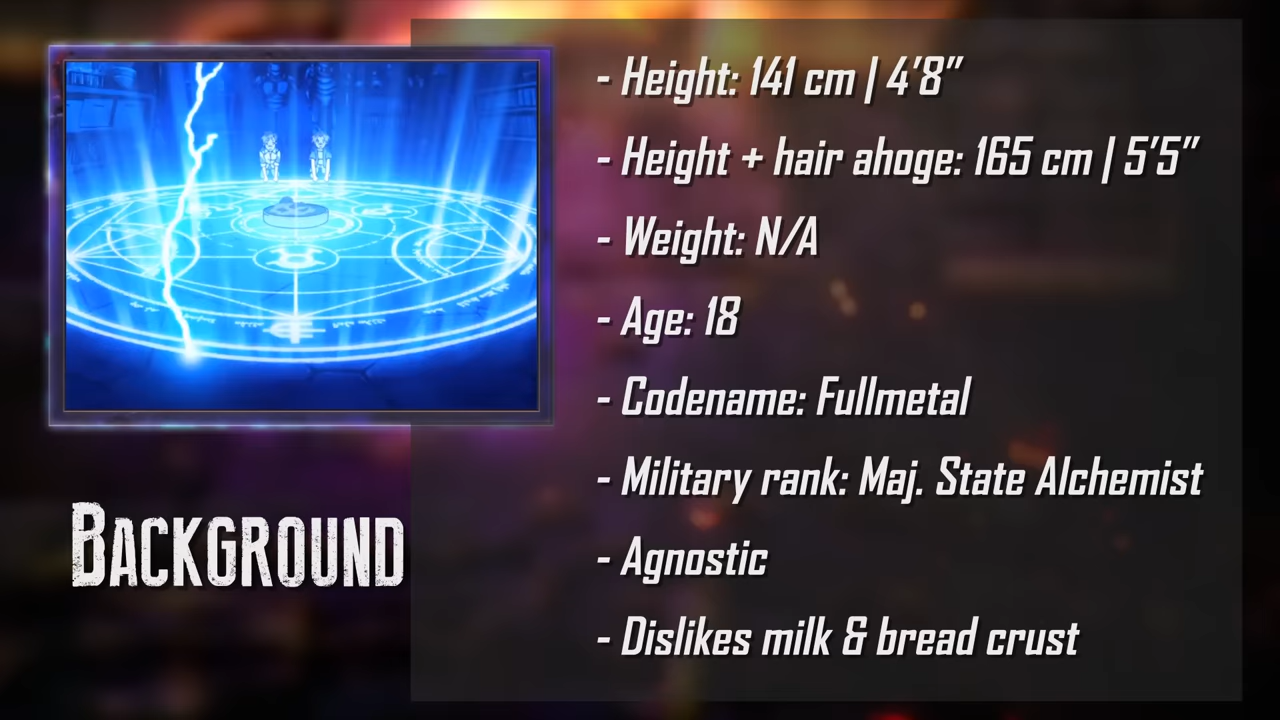 - Height: 141 cm | 4'8"
- Height + hair ahoge: 165 cm | 5'5"
- Weight: N/A
- Age: 18
- Codename: Fullmetal
- Military rank: Maj. State Alchemist
- Agnostic
- Dislikes milk & bread crust
Background